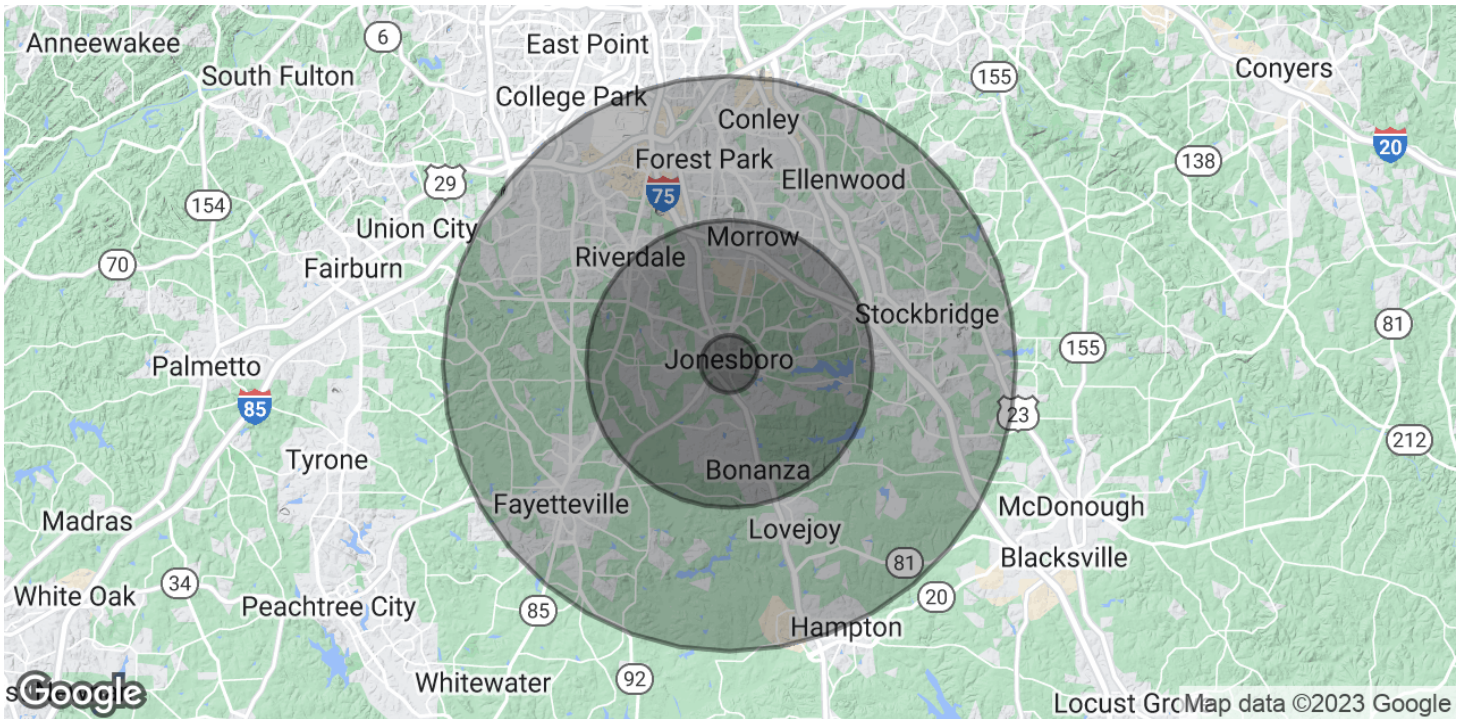 Anneewakee
6
East Point
South Fulton
155
Conyers
College Park
Conley
20
Forest Park
138
29
75
Ellenwood
154
Union City
Morrow
70
Riverdale
Fairburn
Stockbridge
81
155
Palmetto
Jonesboro
85
23
212
Tyrone
Bonanza
Fayetteville
McDonough
Madras
Lovejoy
Blacksville
81
34
White Oak
20
Peachtree City
85
Hampton
92
Whitewater
Google
Locust Gro
Map data ©2023 Google